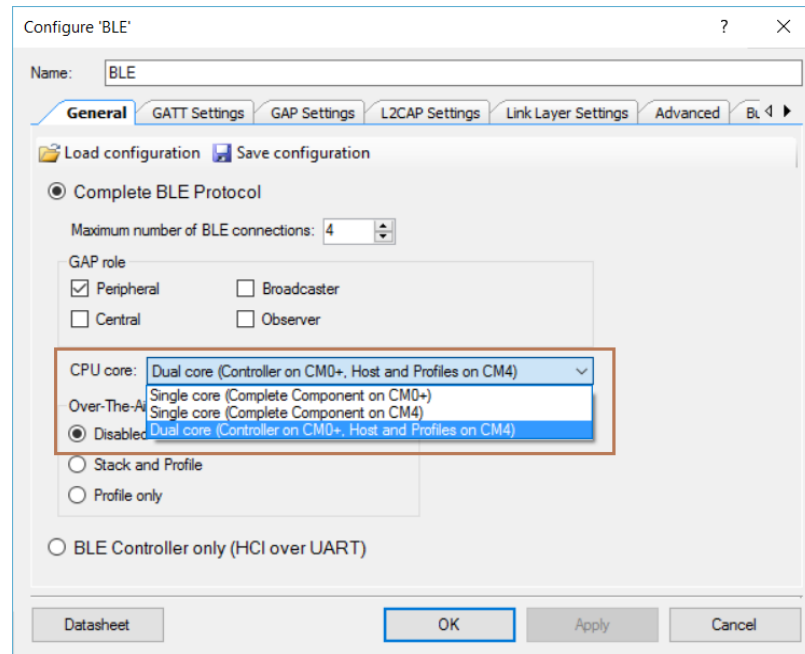 Configure 'BLE'
?
Name:
BLE
General
GATT Settings
GAP Settings
L2CAP Settings
Link Layer Settings
Advanced
Load configuration
Save configuration
Complete BLE Protocol
Maximum number of BLE connections:
4
GAP role
Peripheral
Broadcaster
Central
Observer
CPU core:
Dual core (Controller on CM0+, Host and Profiles on CM4)
Single core (Complete Component on CM0+)
Single core (Complete Component on CM4)
Over-The-Ai
Disabled
Dual core (Controller on CM0+, Host and Profiles on CM4)
Stack and Profile
Profile only
BLE Controller only (HCI over UART)
Datasheet
OK
Apply
Cancel